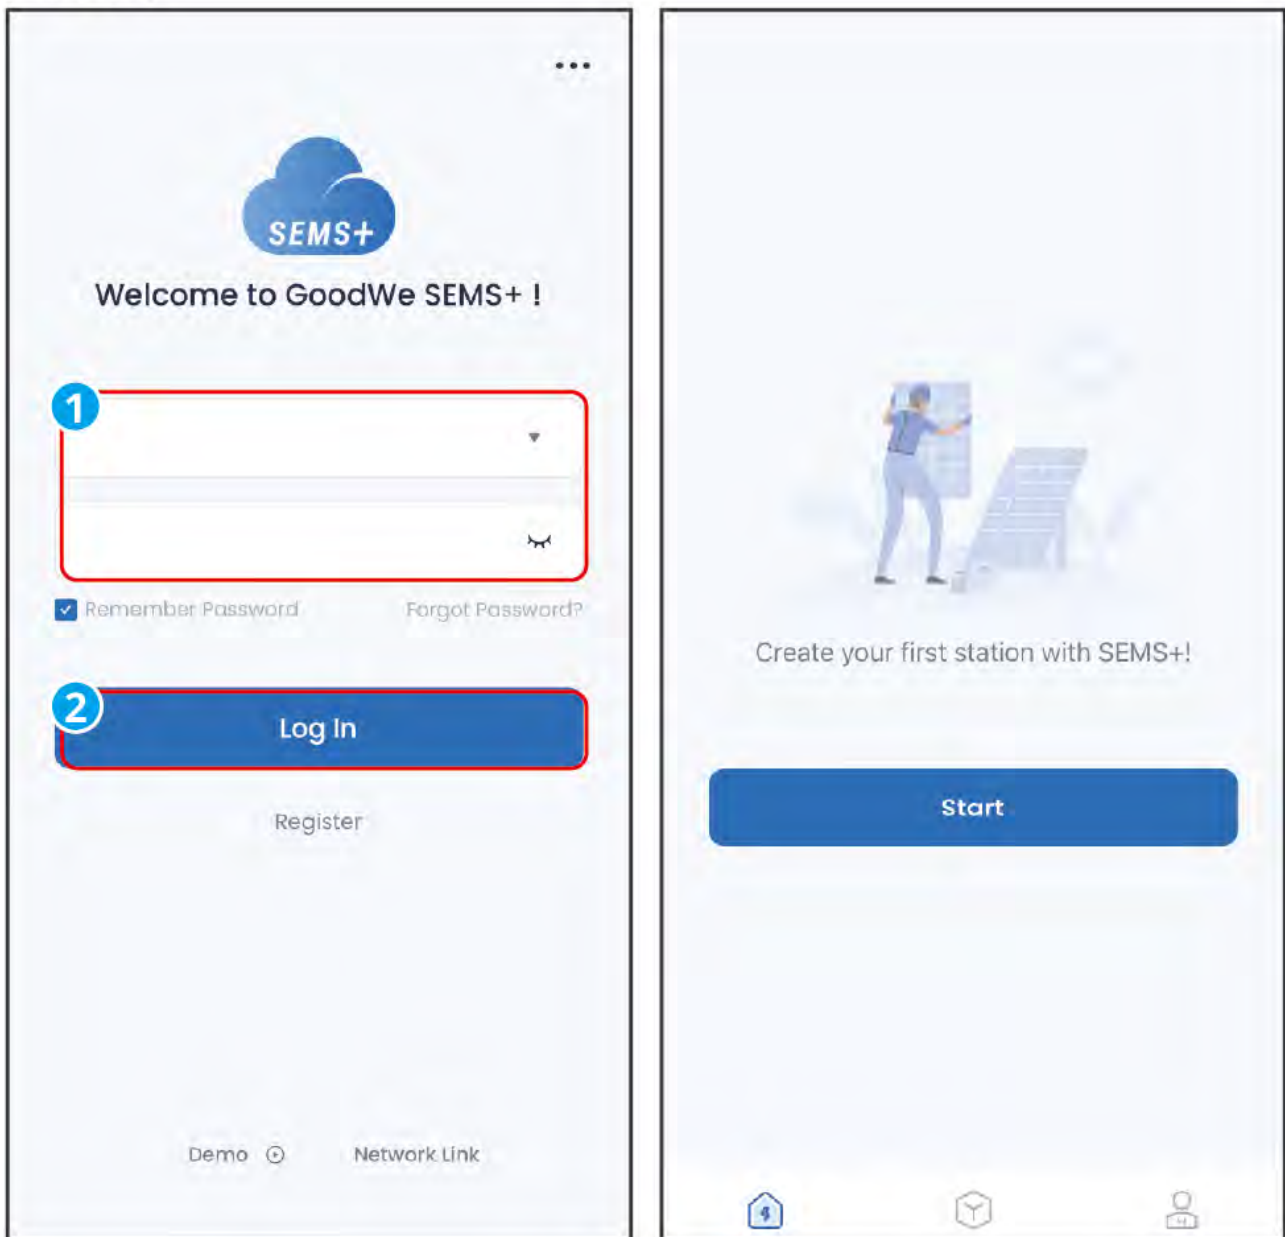 SEMS+
Welcome to GoodWe SEMS+ !
1
Remember Password Forgot Password?
2
Log In
Register
Demo Network Link
Create your first station with SEMS+!
Start